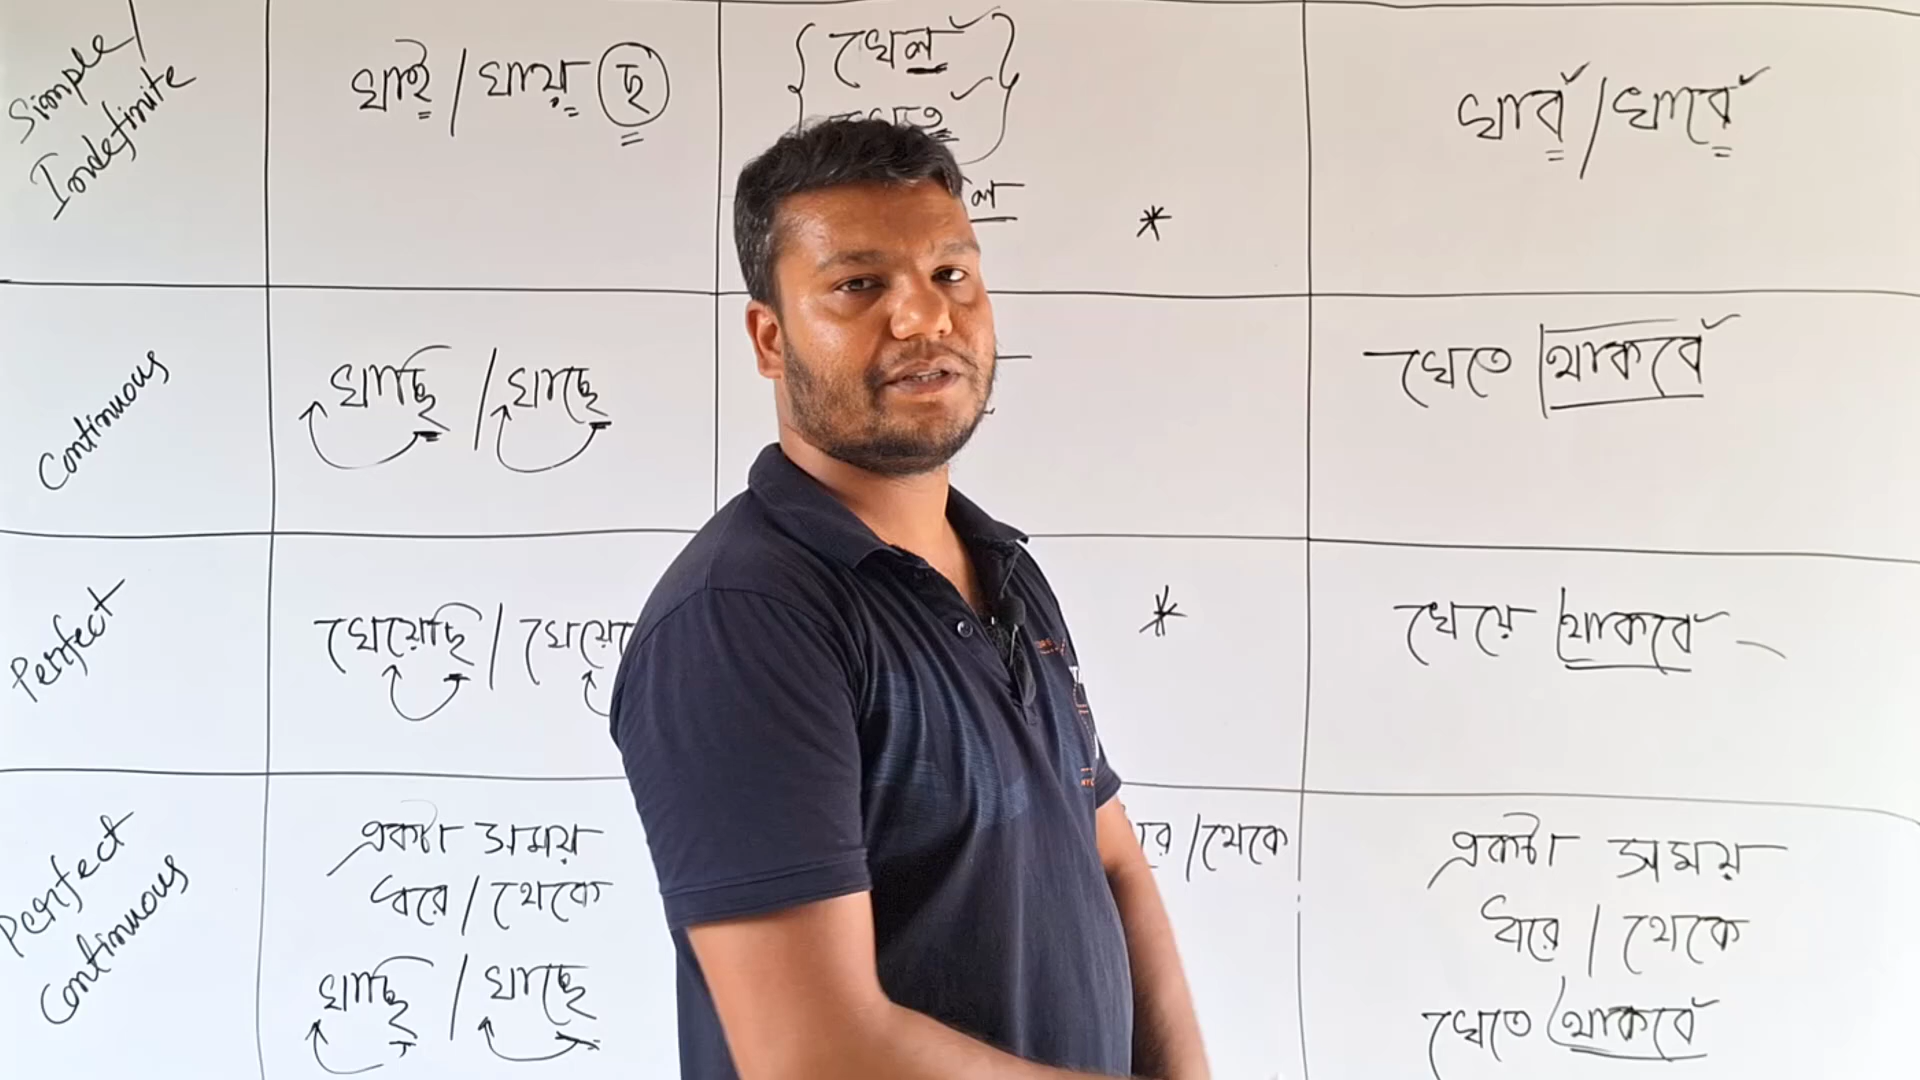 Simple/
Indefinite
খাই / খায় ছ
খেল
খাব / খাবে
*
Continuous
খাচ্ছি / খাচ্ছে
খেতে থাকবে
Perfect
খেয়েছি /
*
খেয়ে থাকবে
Perfect
Continuous
একটা সময়
ধরে / থেকে
খাচ্ছি / খাচ্ছে
/ থেকে
একটা সময়
ধরে / থেকে
খেতে থাকবে